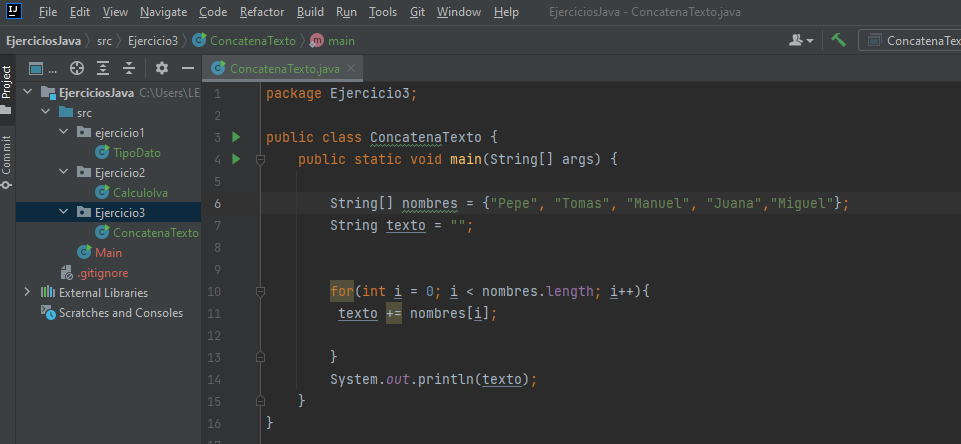 IJ File Edit View Navigate Code Refactor Build Run Tools Git Window Help EjerciciosJava - ConcatenaTexto.java
EjerciciosJava src Ejercicio3 ConcatenaTexto main ConcatenaTex
Project
Commit
... ConcatenaTexto.java
EjerciciosJava C:\Users\LE
src
ejercicio1
TipoDato
Ejercicio2
CalculoIva
Ejercicio3
ConcatenaTexto
Main
.gitignore
External Libraries
Scratches and Consoles
1 package Ejercicio3;
2
3 public class ConcatenaTexto {
4 public static void main(String[] args) {
5
6 String[] nombres = {"Pepe", "Tomas", "Manuel", "Juana","Miguel"};
7 String texto = "";
8
9
10 for(int i = 0; i < nombres.length; i++){
11 texto += nombres[i];
12
13 }
14 System.out.println(texto);
15 }
16 }